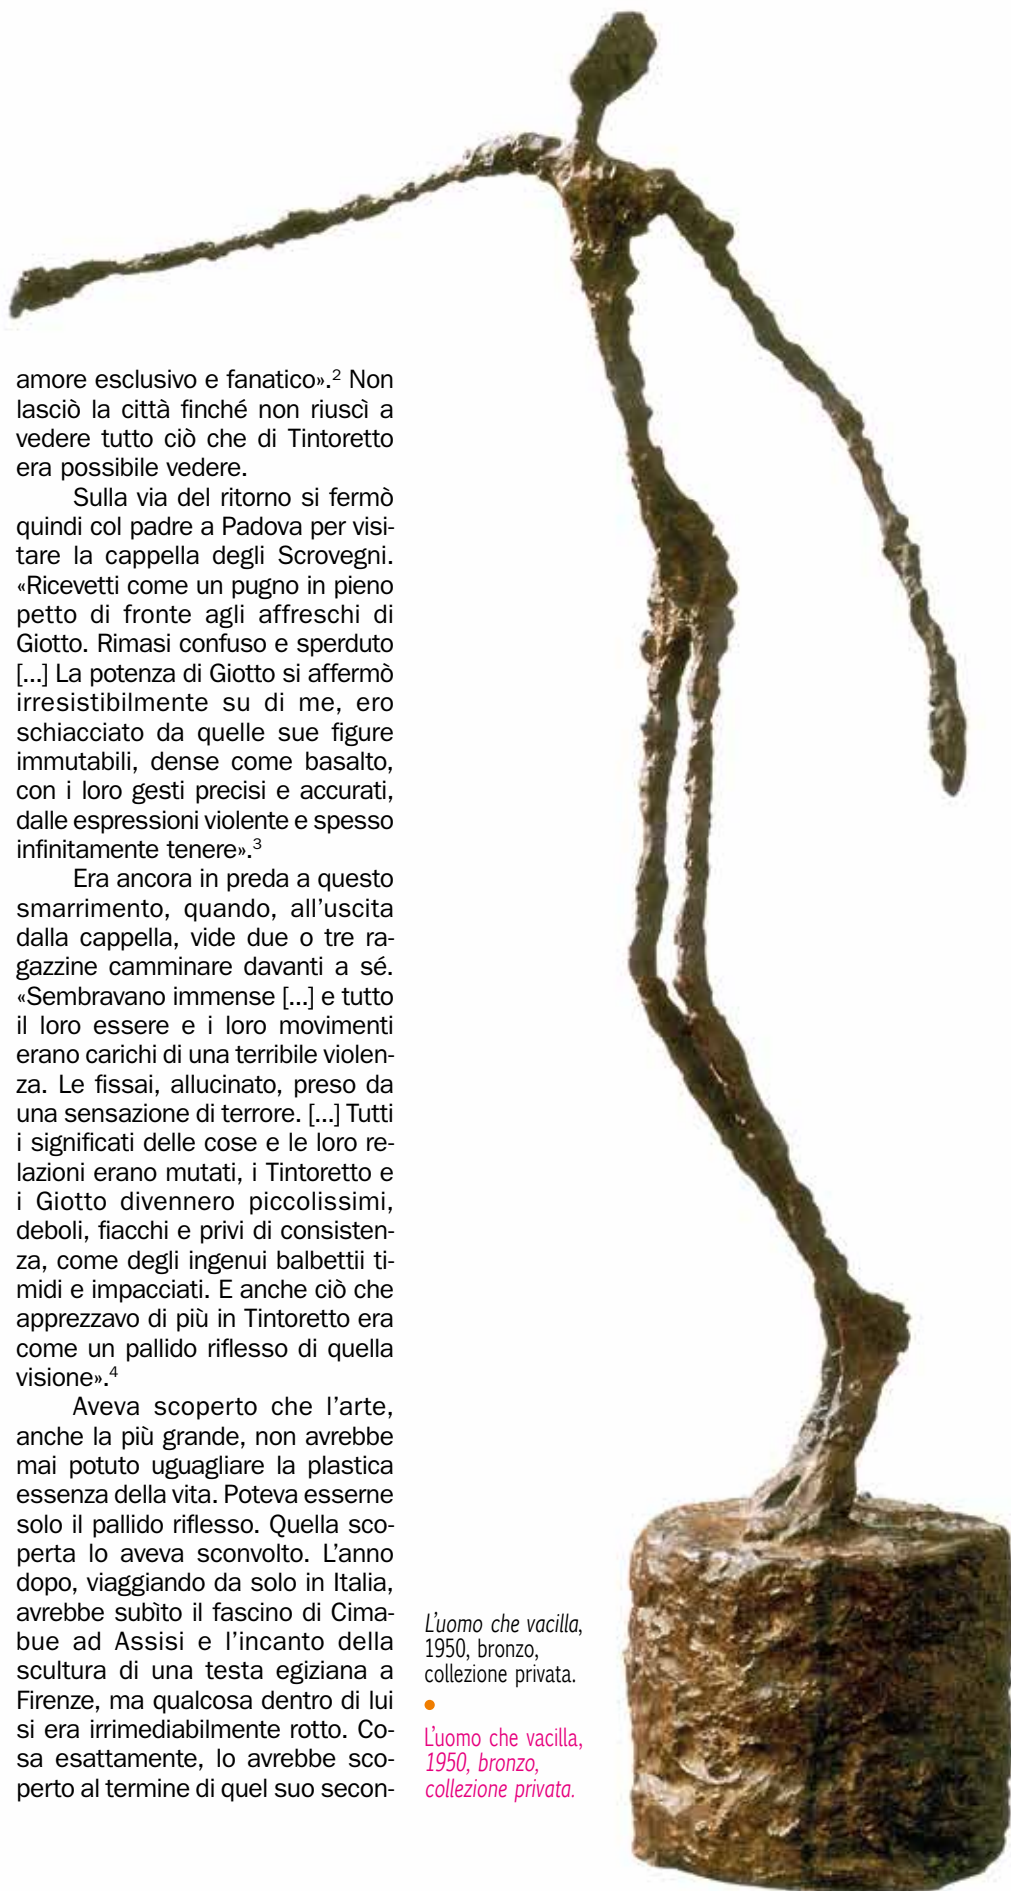 amore esclusivo e fanatico».² Non
lasciò la città finché non riuscì a
vedere tutto ciò che di Tintoretto
era possibile vedere.
Sulla via del ritorno si fermò
quindi col padre a Padova per visi-
tare la cappella degli Scrovegni.
«Ricevetti come un pugno in pieno
petto di fronte agli affreschi di
Giotto. Rimasi confuso e sperduto
[...] La potenza di Giotto si affermò
irresistibilmente su di me, ero
schiacciato da quelle sue figure
immutabili, dense come basalto,
con i loro gesti precisi e accurati,
dalle espressioni violente e spesso
infinitamente tenere».³
Era ancora in preda a questo
smarrimento, quando, all'uscita
dalla cappella, vide due o tre ra-
gazzine camminare davanti a sé.
«Sembravano immense [...] e tutto
il loro essere e i loro movimenti
erano carichi di una terribile violen-
za. Le fissai, allucinato, preso da
una sensazione di terrore. [...] Tutti
i significati delle cose e le loro re-
lazioni erano mutati, i Tintoretto e
i Giotto divennero piccolissimi,
deboli, fiacchi e privi di consisten-
za, come degli ingenui balbettii ti-
midi e impacciati. E anche ciò che
apprezzavo di più in Tintoretto era
come un pallido riflesso di quella
visione».⁴
Aveva scoperto che l'arte,
anche la più grande, non avrebbe
mai potuto uguagliare la plastica
essenza della vita. Poteva esserne
solo il pallido riflesso. Quella sco-
perta lo aveva sconvolto. L'anno
dopo, viaggiando da solo in Italia,
avrebbe subìto il fascino di Cima-
bue ad Assisi e l'incanto della
scultura di una testa egiziana a
Firenze, ma qualcosa dentro di lui
si era irrimediabilmente rotto. Co-
sa esattamente, lo avrebbe sco-
perto al termine di quel suo secon-
L'uomo che vacilla,
1950, bronzo,
collezione privata.
L'uomo che vacilla,
1950, bronzo,
collezione privata.